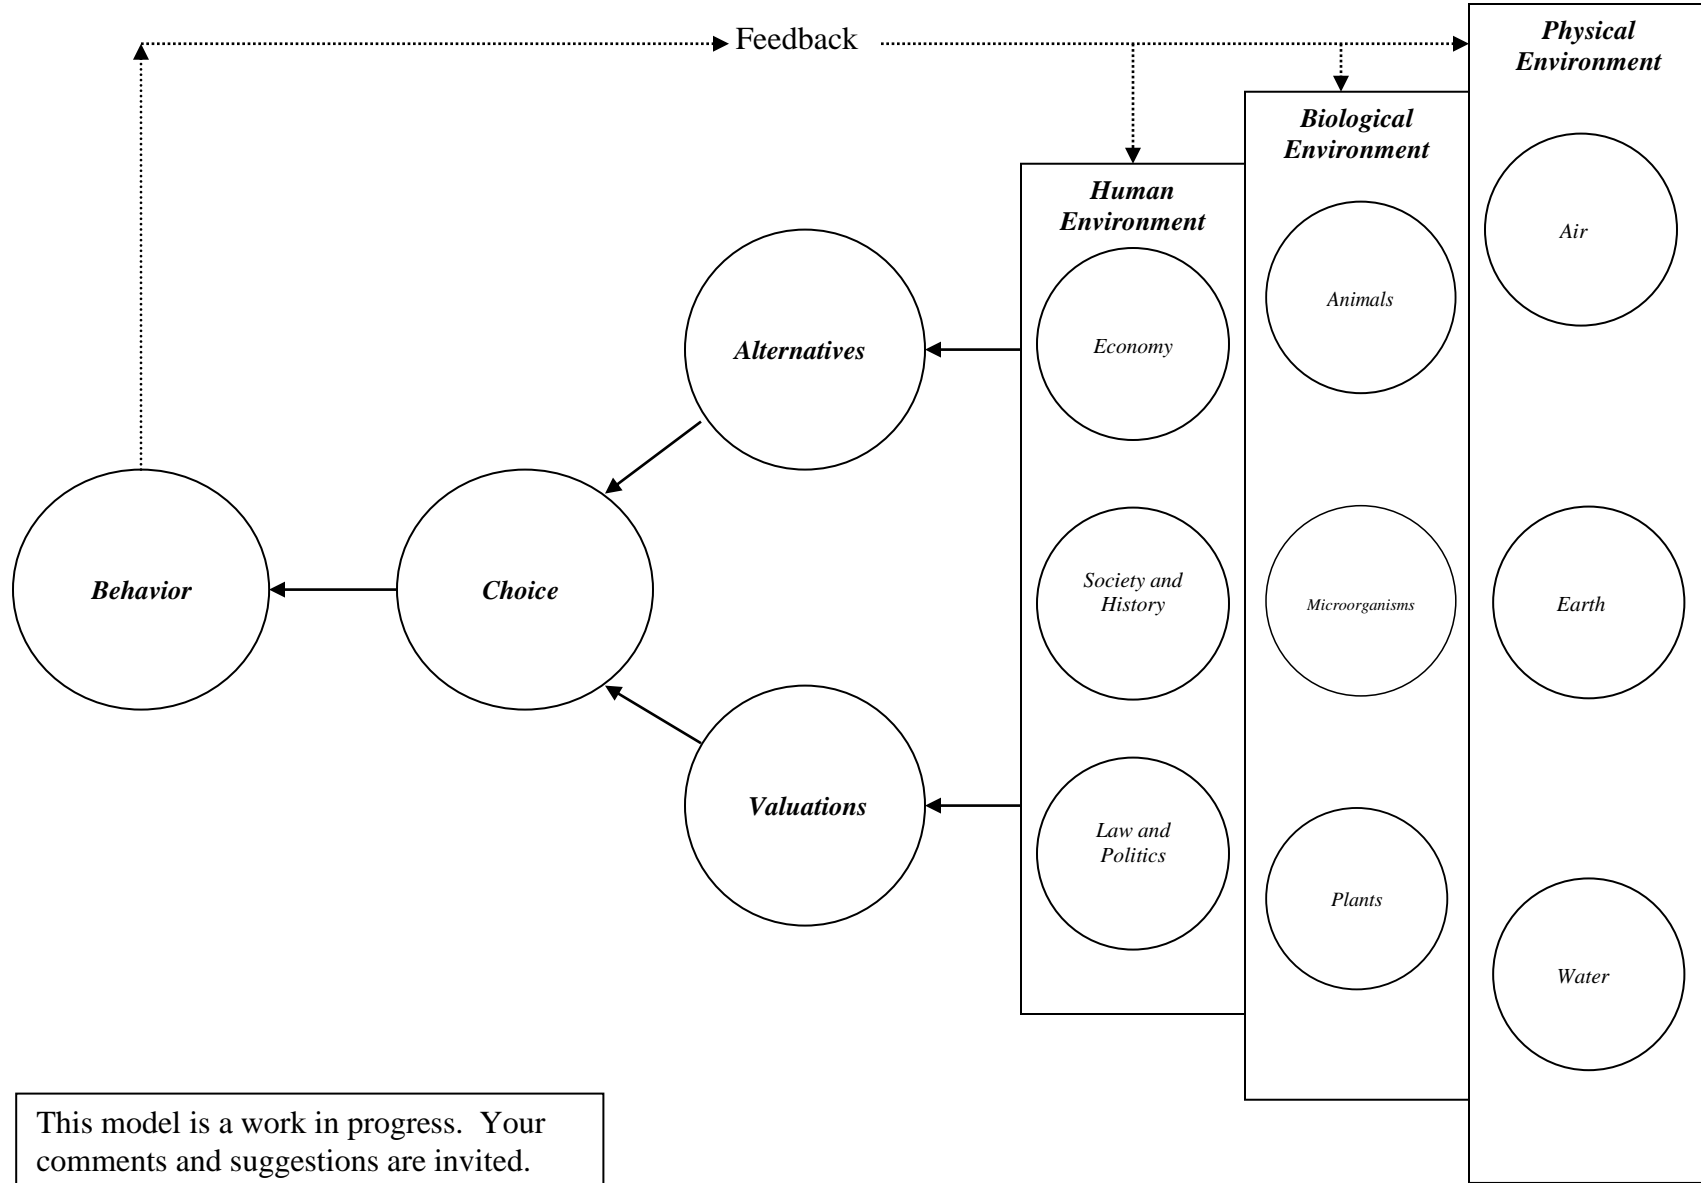 Feedback
Physical
Environment
Biological
Environment
Human
Environment
Air
Animals
Economy
Alternatives
Behavior
Choice
Society and
History
Microorganisms
Earth
Valuations
Law and
Politics
Plants
Water
This model is a work in progress.  Your
comments and suggestions are invited.